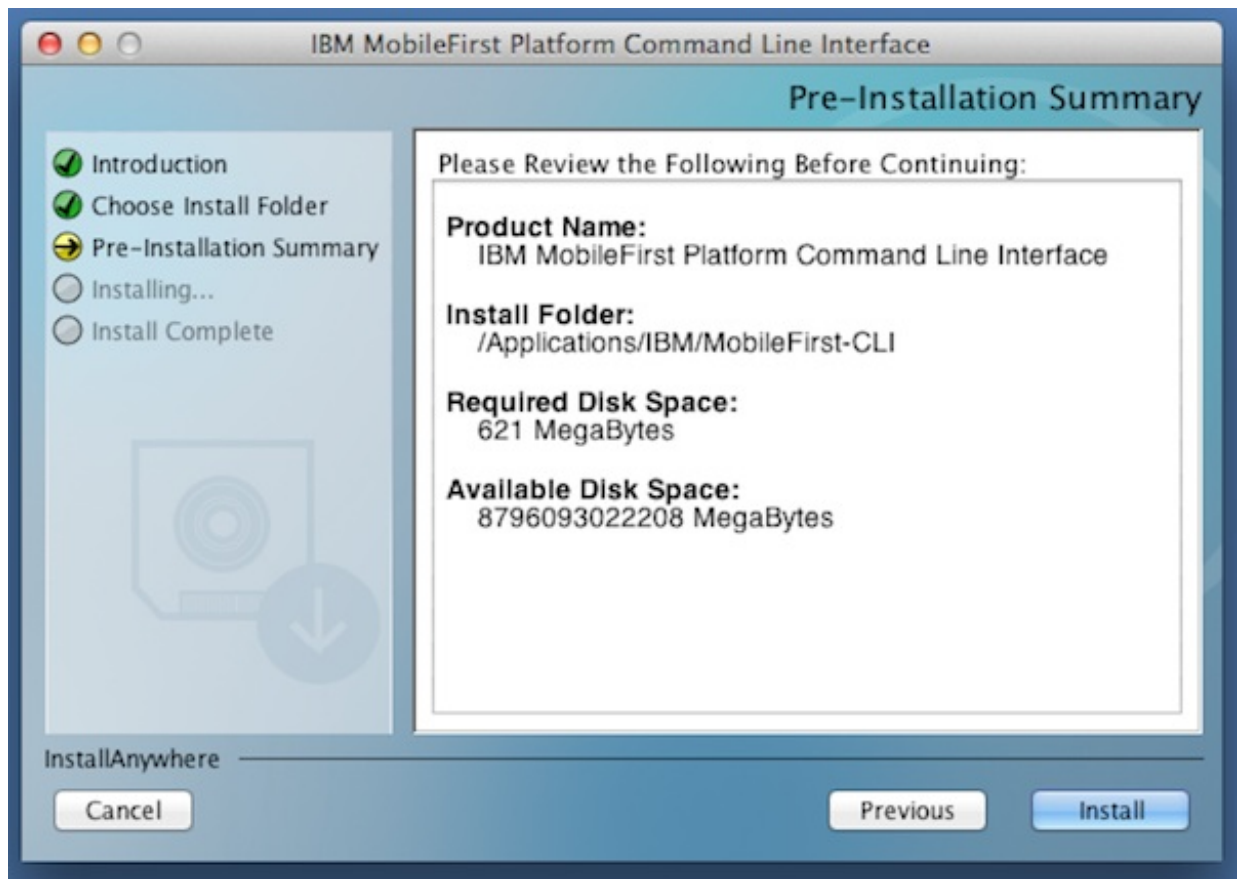 IBM MobileFirst Platform Command Line Interface
Pre-Installation Summary
Introduction
Choose Install Folder
Pre-Installation Summary
Installing...
Install Complete
Please Review the Following Before Continuing:
Product Name:
IBM MobileFirst Platform Command Line Interface
Install Folder:
/Applications/IBM/MobileFirst-CLI
Required Disk Space:
621 MegaBytes
Available Disk Space:
8796093022208 MegaBytes
InstallAnywhere
Cancel
Previous
Install